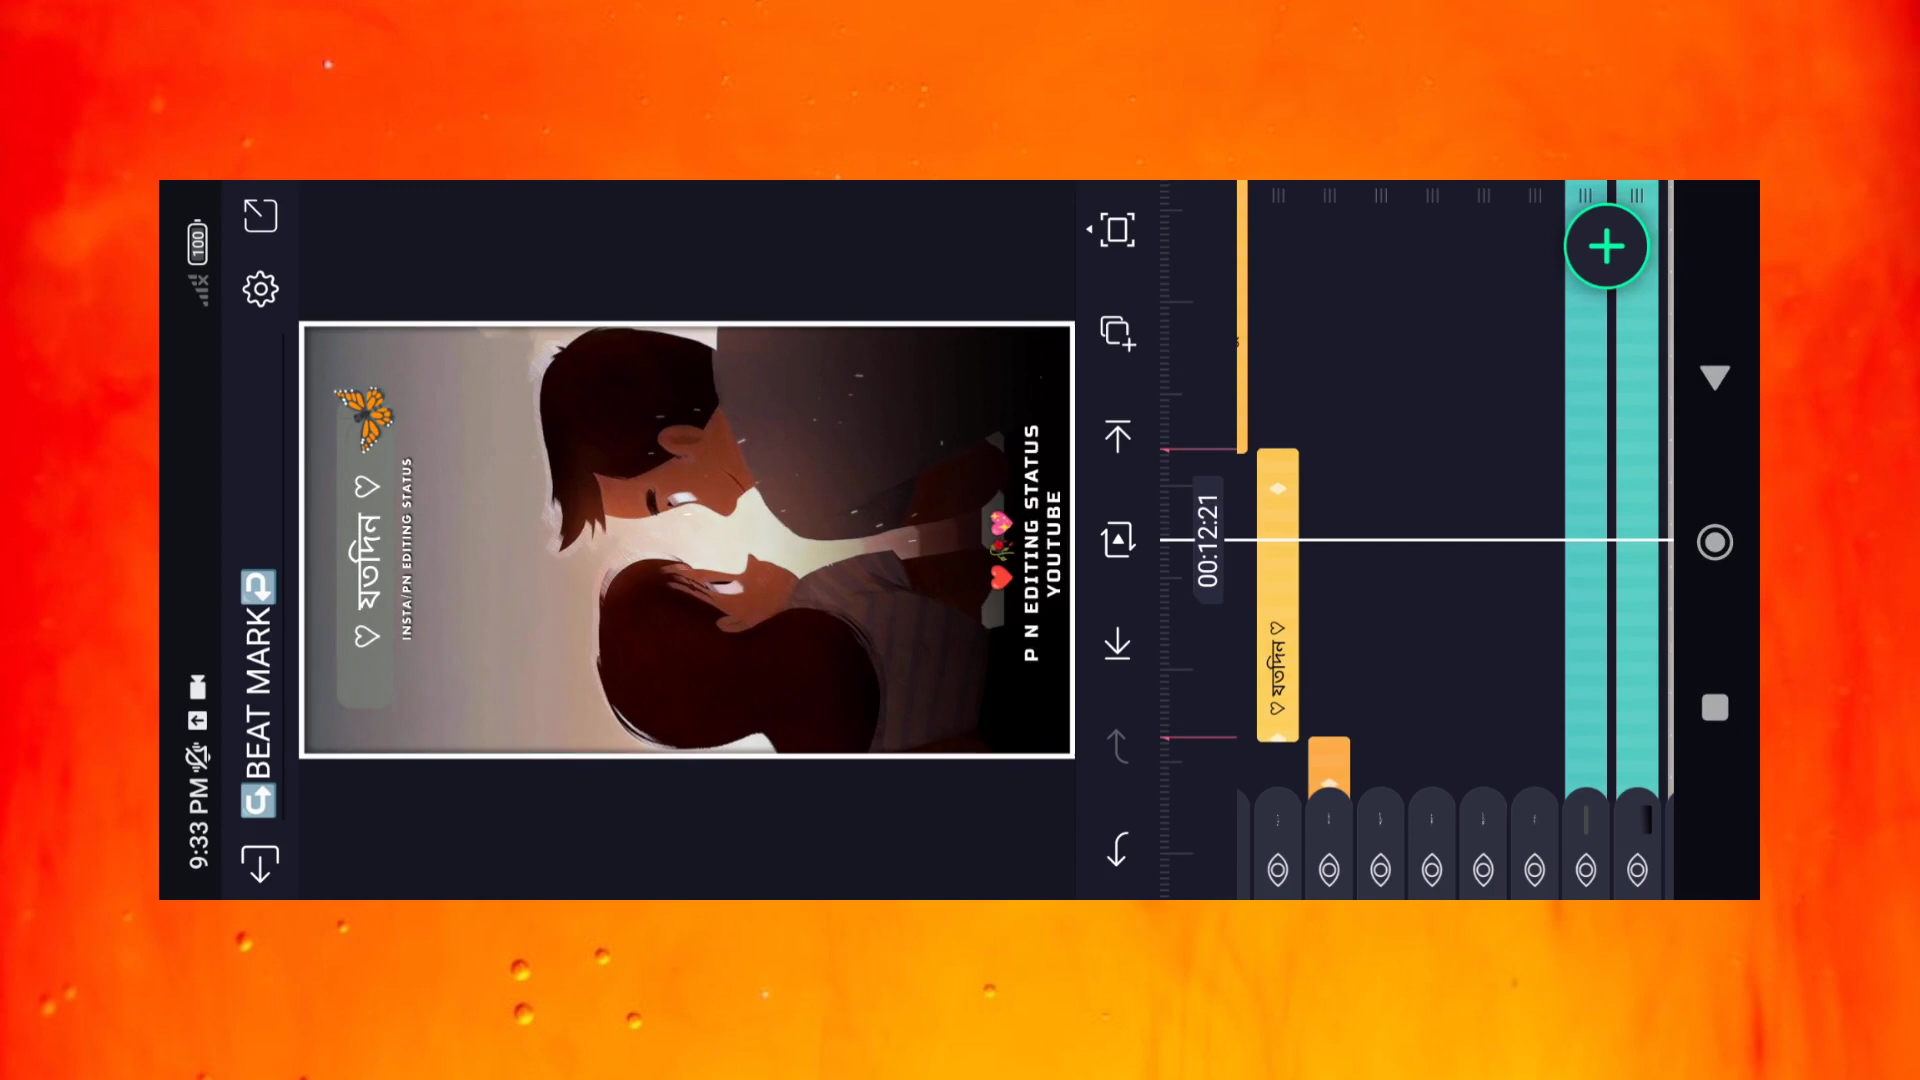 9:33 PM
100
↪BEAT MARK↩
♡ যতদিন ♡
INSTA/PN EDITING STATUS
P N EDITING STATUS
YOUTUBE
00:12:21
♡ যতদিন ♡